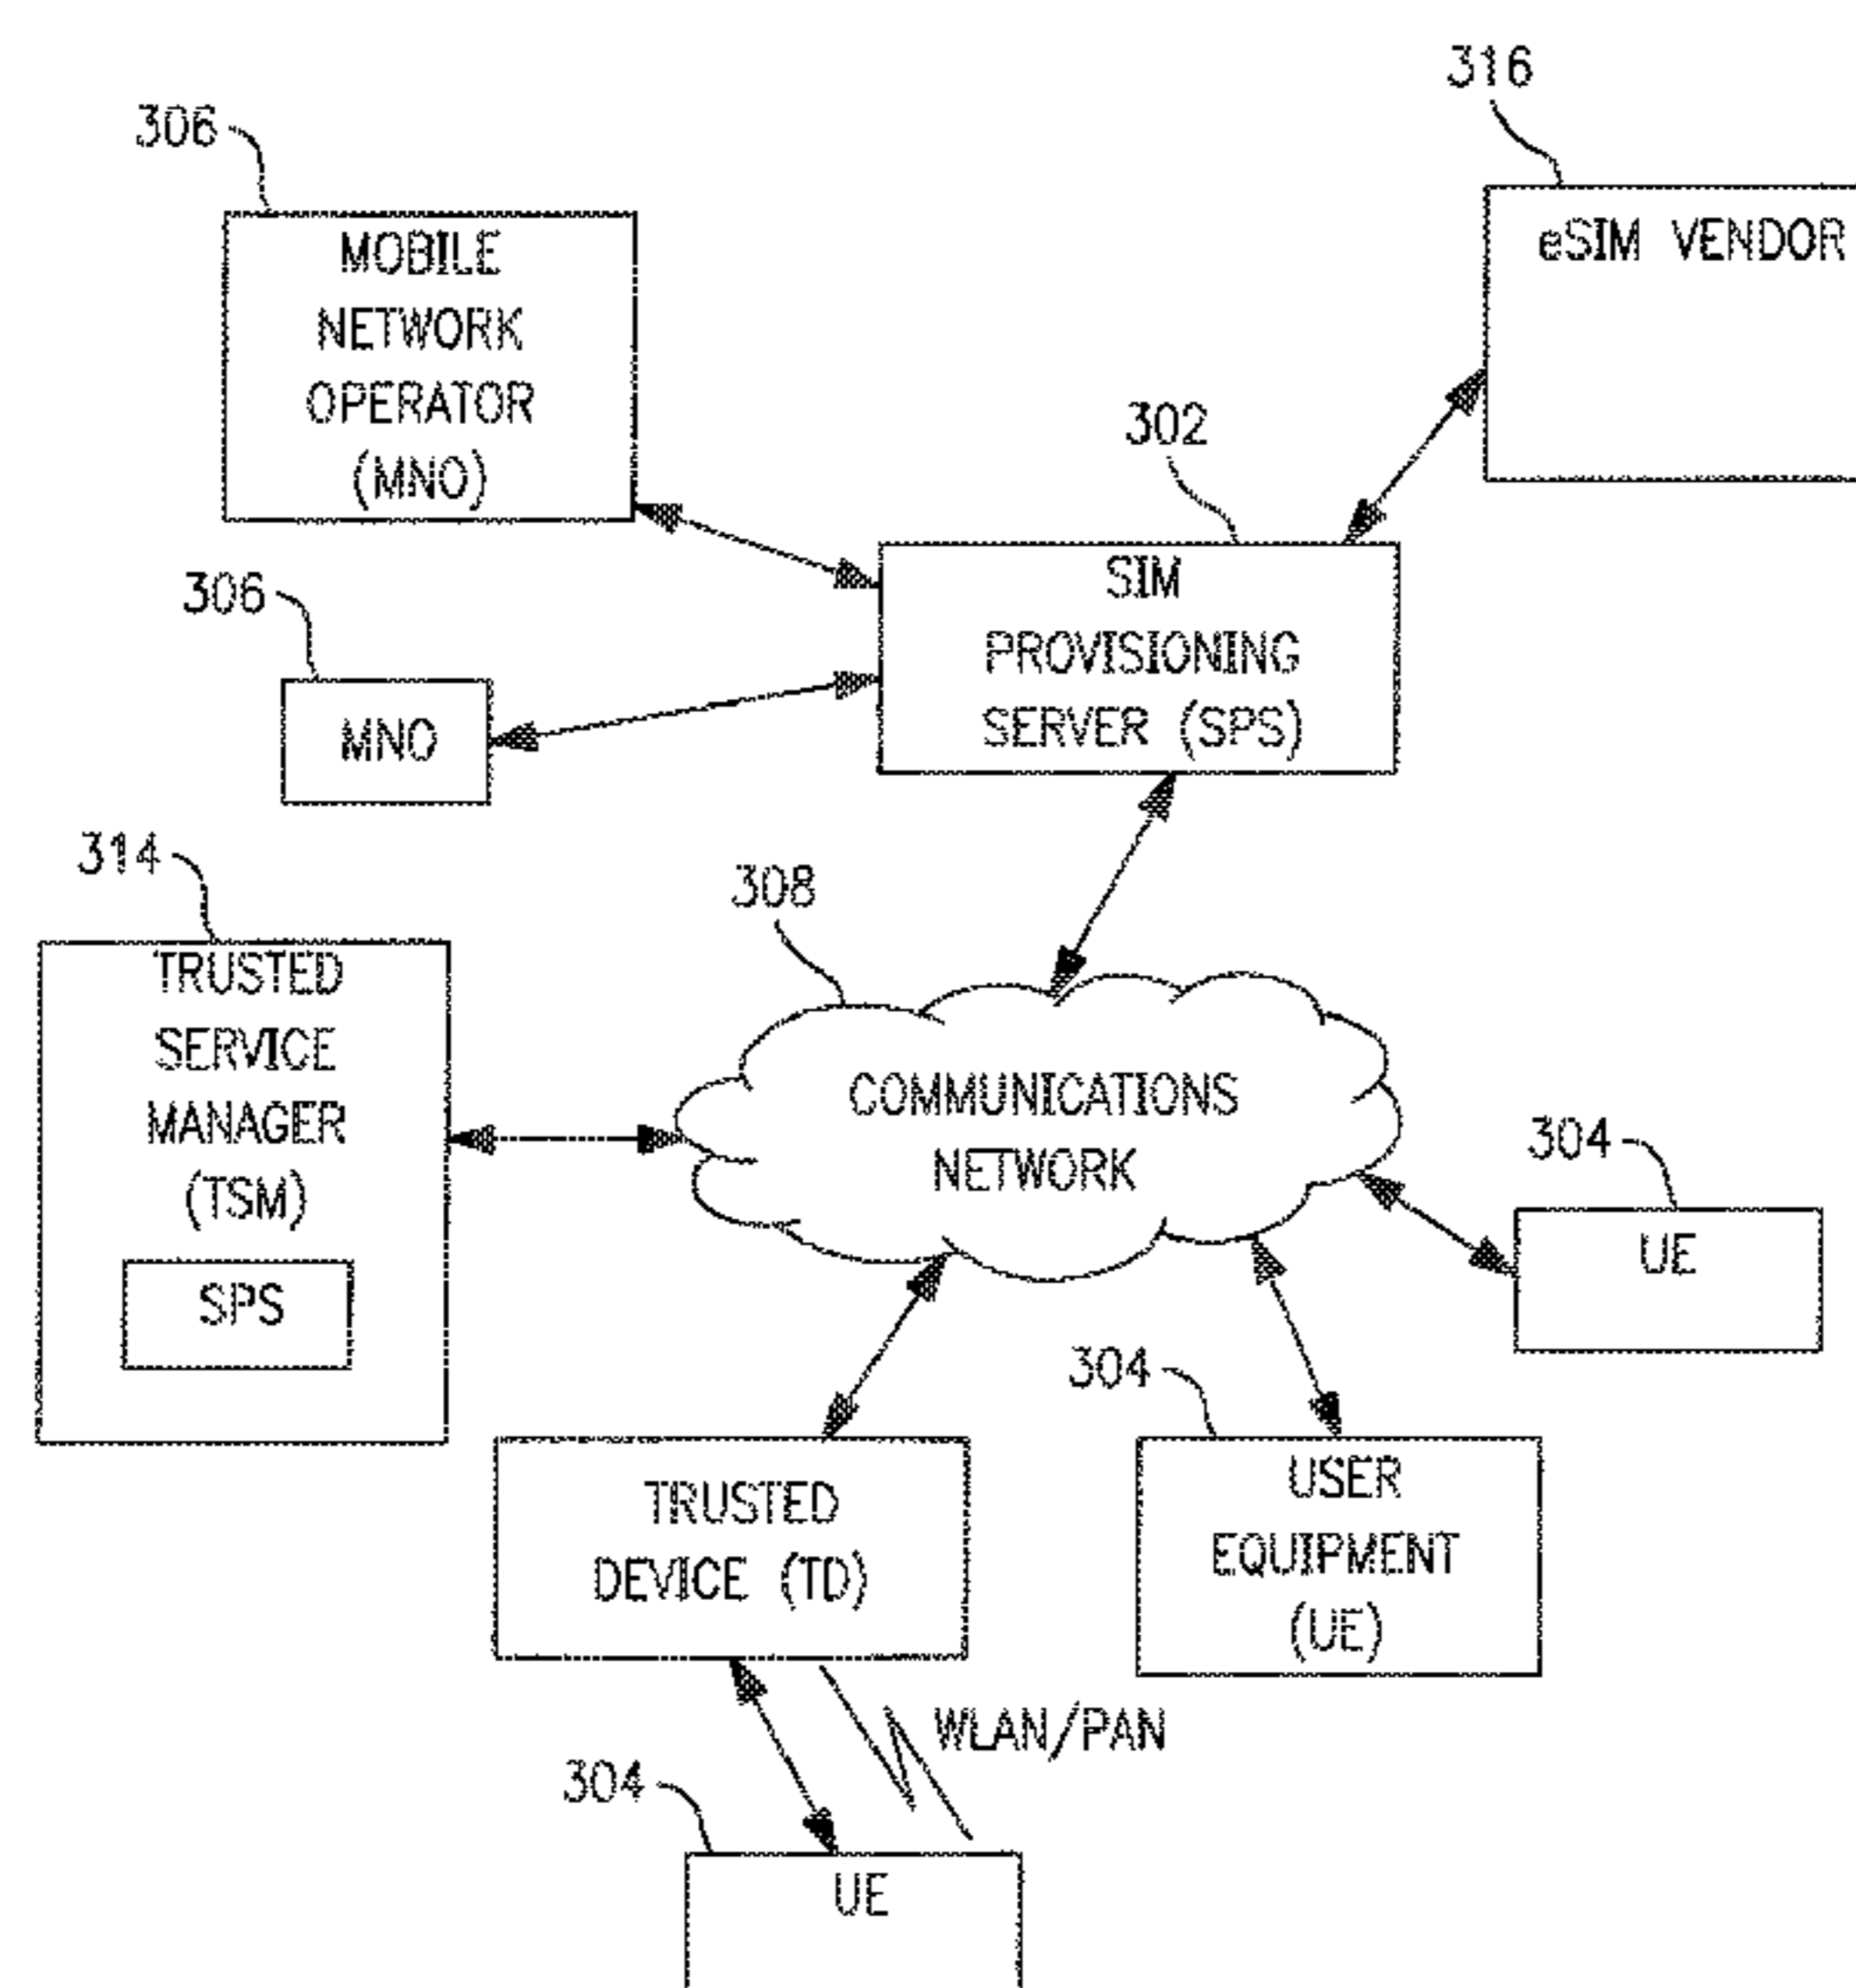 316
306
MOBILE
NETWORK
OPERATOR
(MNO)
eSIM VENDOR
302
SIM
PROVISIONING
SERVER (SPS)
306
MNO
314
TRUSTED
SERVICE
MANAGER
(TSM)
SPS
308
COMMUNICATIONS
NETWORK
304
UE
304
USER
EQUIPMENT
(UE)
TRUSTED
DEVICE (TD)
WLAN/PAN
304
UE